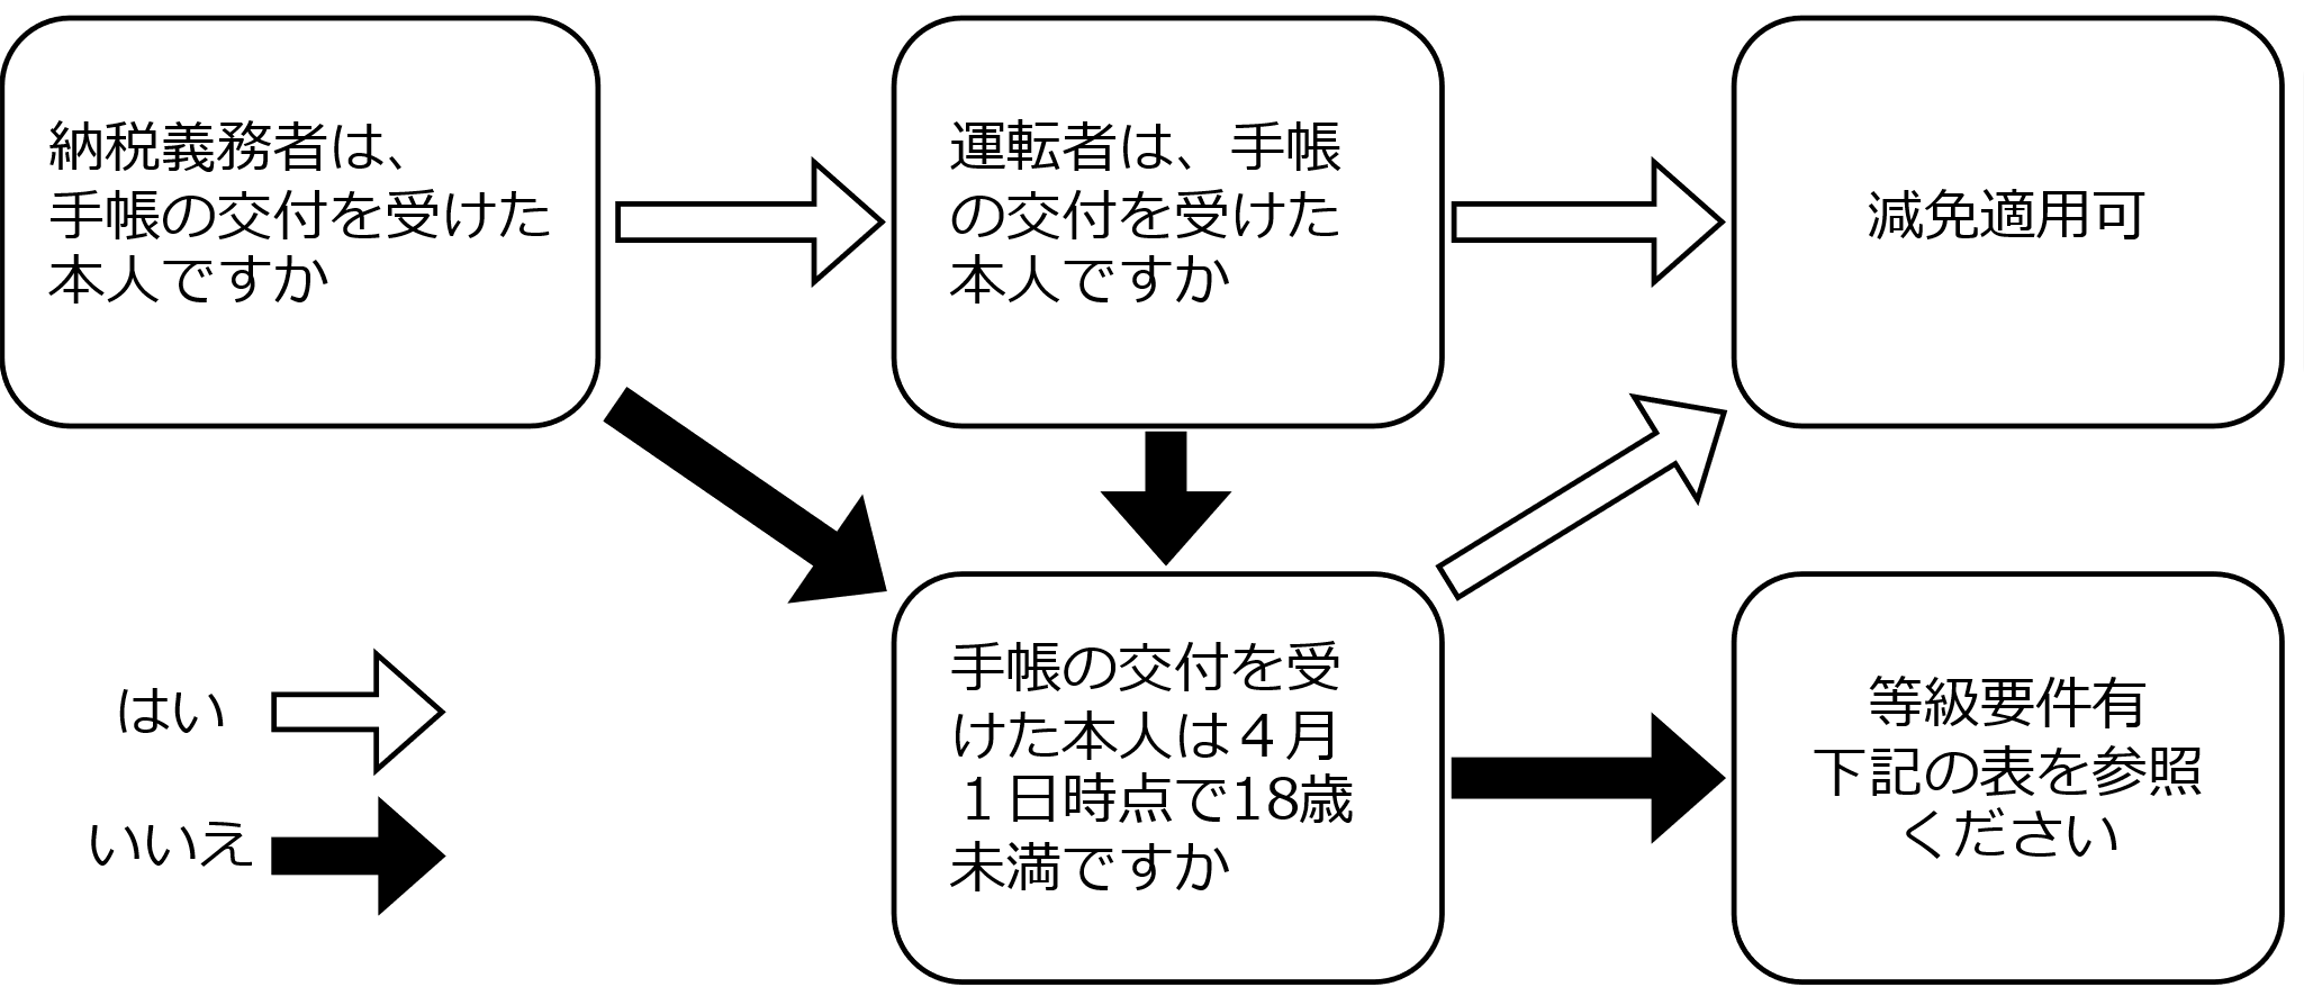 納税義務者は、
手帳の交付を受けた
本人ですか
運転者は、手帳
の交付を受けた
本人ですか
減免適用可
手帳の交付を受
けた本人は４月
１日時点で18歳
未満ですか
等級要件有
下記の表を参照
ください
はい
いいえ